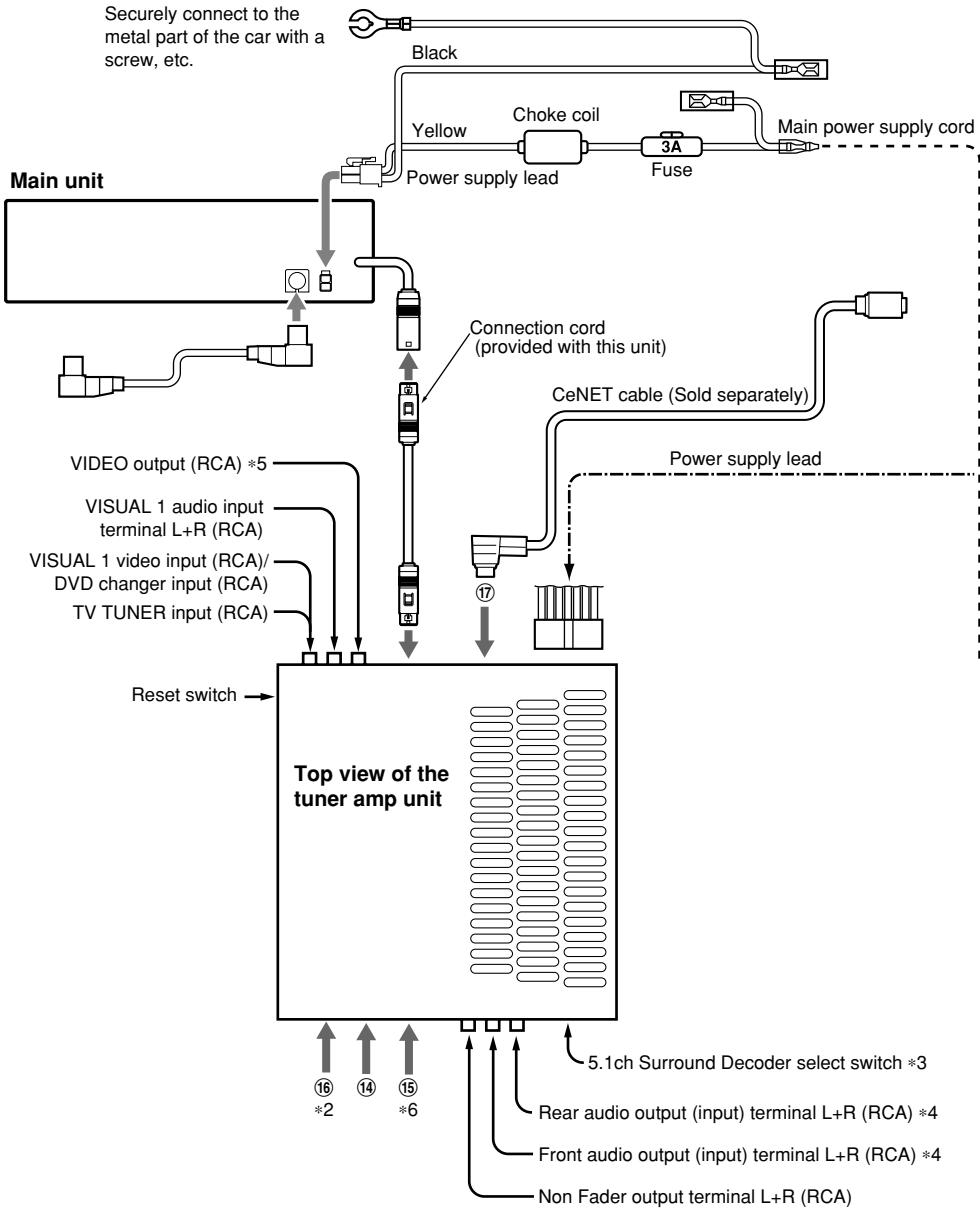 Securely connect to the
metal part of the car with a
screw, etc.
Black
Choke coil
Yellow
3A
Main power supply cord
Fuse
Power supply lead
Main unit
Connection cord
(provided with this unit)
CeNET cable (Sold separately)
VIDEO output (RCA) *5
Power supply lead
VISUAL 1 audio input
terminal L+R (RCA)
VISUAL 1 video input (RCA)/
DVD changer input (RCA)
⑰
TV TUNER input (RCA)
Reset switch
Top view of the
tuner amp unit
5.1ch Surround Decoder select switch *3
⑯ ⑭ ⑮
*2 *6
Rear audio output (input) terminal L+R (RCA) *4
Front audio output (input) terminal L+R (RCA) *4
Non Fader output terminal L+R (RCA)